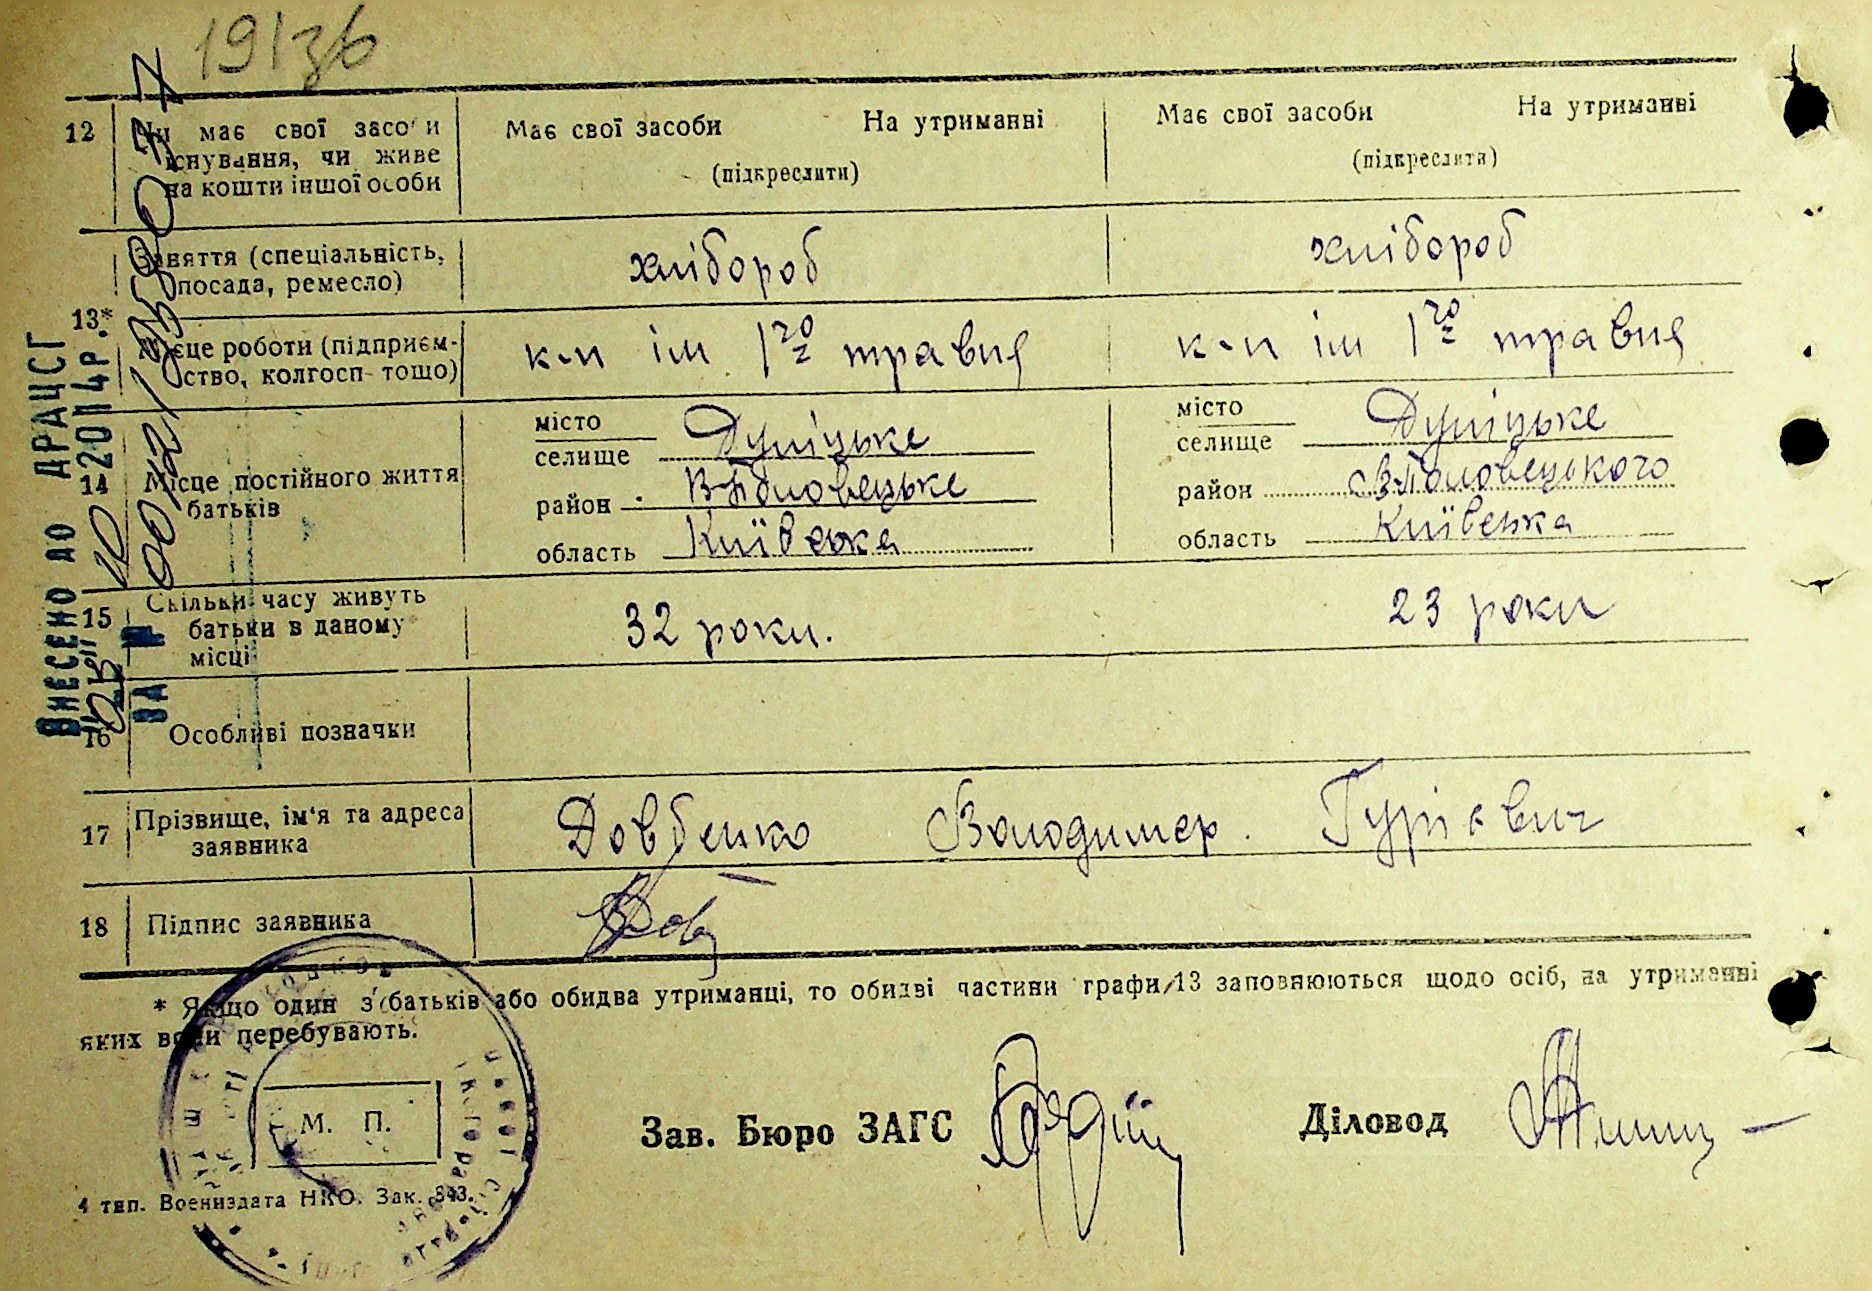 191зв
12 Чи має свої засоби Має свої засоби На утриманні Має свої засоби На утриманні
існування, чи живе (підкреслити) (підкреслити)
на кошти іншої особи
13* Заняття (спеціальність, хлібороб хлібороб
посада, ремесло)
Місце роботи (підприєм- к-п ім 1го травня к-п ім 1го травня
ство, колгосп тощо)
14 Місце постійного життя батьків
місто
селище Дуліцьке
район
область Київська
місто
селище Дуліцьке
район
область Київська
15 Скільки часу живуть 32 роки. 23 роки
батьки в даному
місці
16 Особливі позначки
17 Прізвище, ім'я та адреса Довбенко Володимер Гурієвич
заявника
18 Підпис заявника
* Якщо один з батьків або обидва утриманці, то обидві частини графи 13 заповнюються щодо осіб, на утриманні
яких вони перебувають.
М. П.
Зав. Бюро ЗАГС Діловод
4 тип. Воениздата НКО. Зак. 843.
Внесено до ДРАЦСГ
2014р.
за №